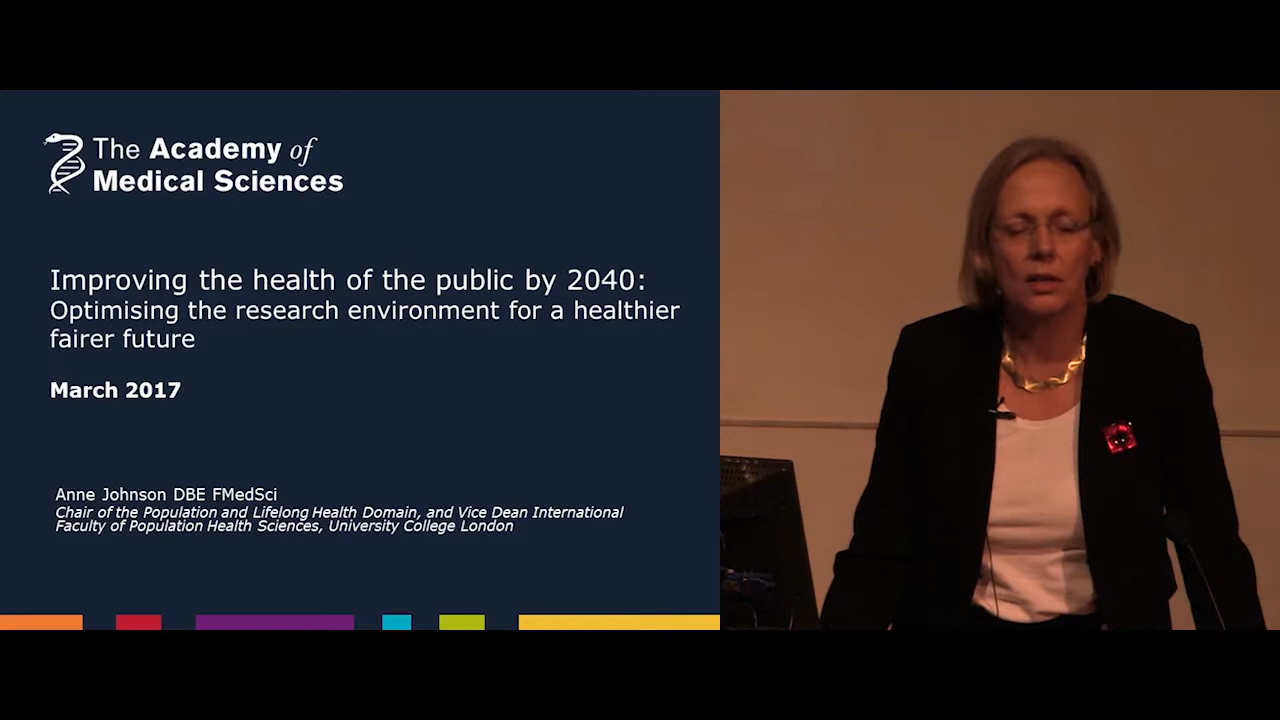 The Academy of
Medical Sciences
Improving the health of the public by 2040:
Optimising the research environment for a healthier
fairer future
March 2017
Anne Johnson DBE FMedSci
Chair of the Population and Lifelong Health Domain, and Vice Dean International
Faculty of Population Health Sciences, University College London